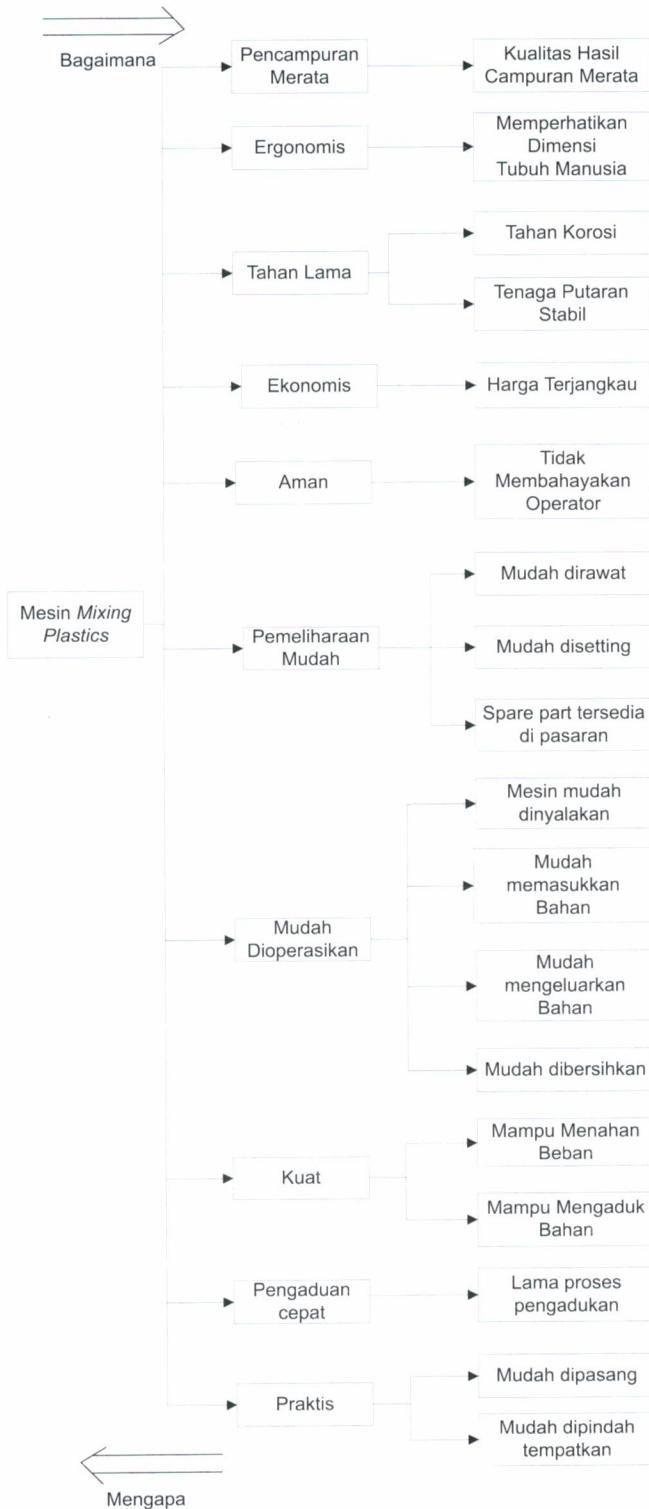 Bagaimana
Pencampuran
Merata
Kualitas Hasil
Campuran Merata
Ergonomis
Memperhatikan
Dimensi
Tubuh Manusia
Tahan Lama
Tahan Korosi
Tenaga Putaran
Stabil
Ekonomis
Harga Terjangkau
Aman
Tidak
Membahayakan
Operator
Mesin Mixing
Plastics
Pemeliharaan
Mudah
Mudah dirawat
Mudah disetting
Spare part tersedia
di pasaran
Mudah
Dioperasikan
Mesin mudah
dinyalakan
Mudah
memasukkan
Bahan
Mudah
mengeluarkan
Bahan
Mudah dibersihkan
Kuat
Mampu Menahan
Beban
Mampu Mengaduk
Bahan
Pengaduan
cepat
Lama proses
pengadukan
Praktis
Mudah dipasang
Mudah dipindah
tempatkan
Mengapa